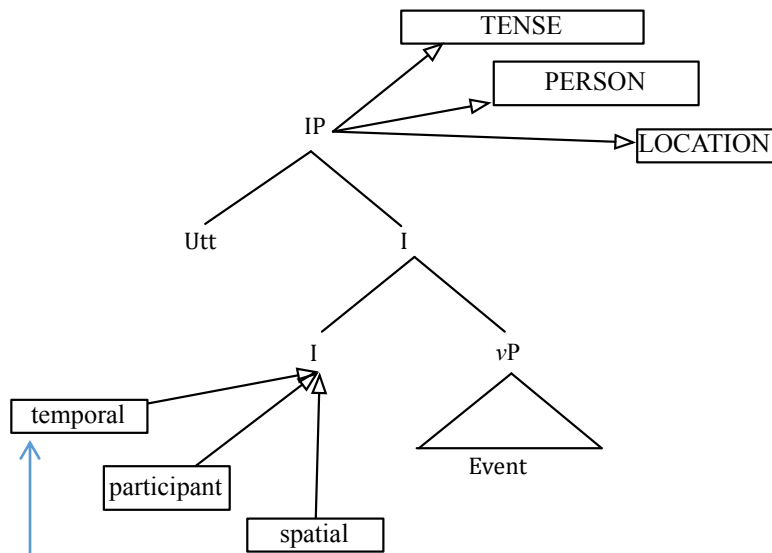 TENSE
PERSON
IP
LOCATION
Utt
I
I
vP
temporal
Event
participant
spatial